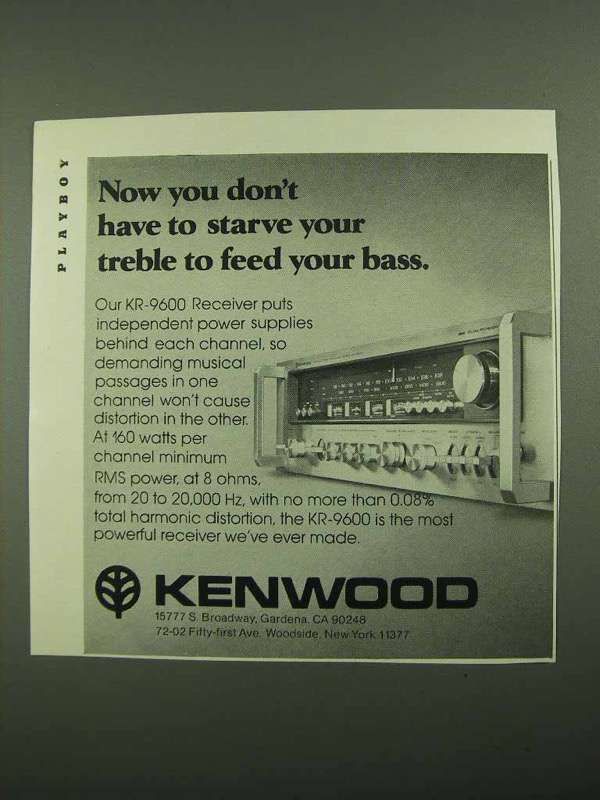 PLAYBOY
Now you don't
have to starve your
treble to feed your bass.
Our KR-9600 Receiver puts
independent power supplies
behind each channel, so
demanding musical
passages in one
channel won't cause
distortion in the other.
At 160 watts per
channel minimum
RMS power, at 8 ohms,
from 20 to 20,000 Hz, with no more than 0.08%
total harmonic distortion, the KR-9600 is the most
powerful receiver we've ever made.
KENWOOD
15777 S. Broadway, Gardena, CA 90248
72-02 Fifty-first Ave. Woodside, New York 11377